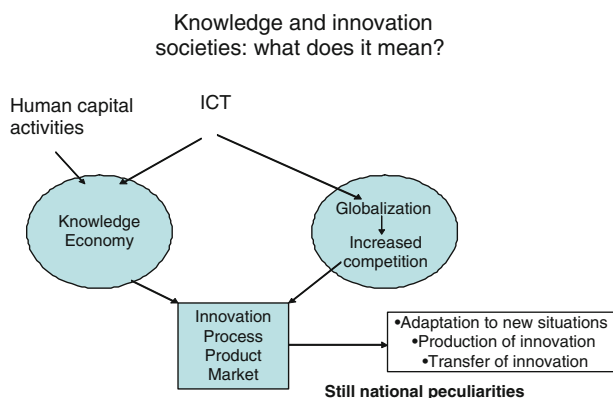 Knowledge and innovation
societies: what does it mean?
Human capital
activities
ICT
Knowledge
Economy
Globalization
Increased
competition
Innovation
Process
Product
Market
•Adaptation to new situations
•Production of innovation
•Transfer of innovation
Still national peculiarities